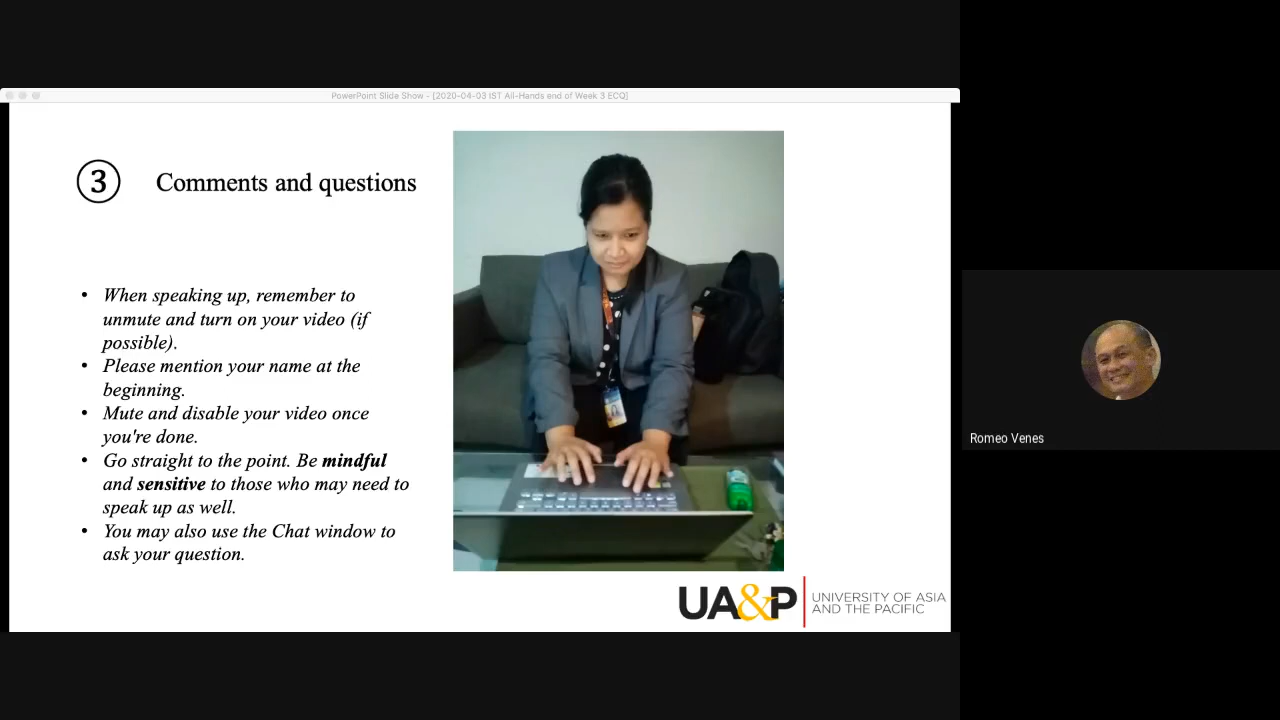 PowerPoint Slide Show - [2020-04-03 IST All-Hands end of Week 3 ECQ]
3 Comments and questions
• When speaking up, remember to
unmute and turn on your video (if
possible).
• Please mention your name at the
beginning.
• Mute and disable your video once
you're done.
• Go straight to the point. Be mindful
and sensitive to those who may need to
speak up as well.
• You may also use the Chat window to
ask your question.
UA&P
UNIVERSITY OF ASIA
AND THE PACIFIC
Romeo Venes